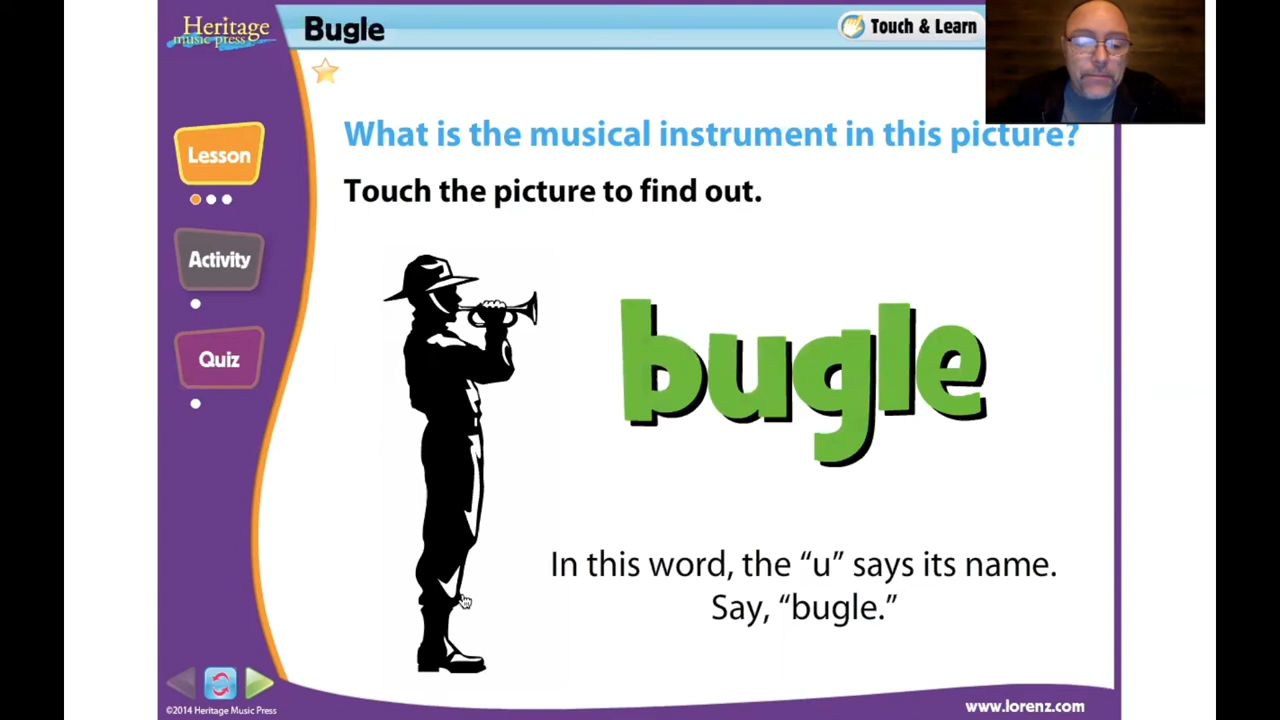 Heritage
music press
Bugle
Touch & Learn
What is the musical instrument in this picture?
Touch the picture to find out.
Lesson
Activity
Quiz
bugle
In this word, the “u” says its name.
Say, “bugle.”
©2014 Heritage Music Press
www.lorenz.com